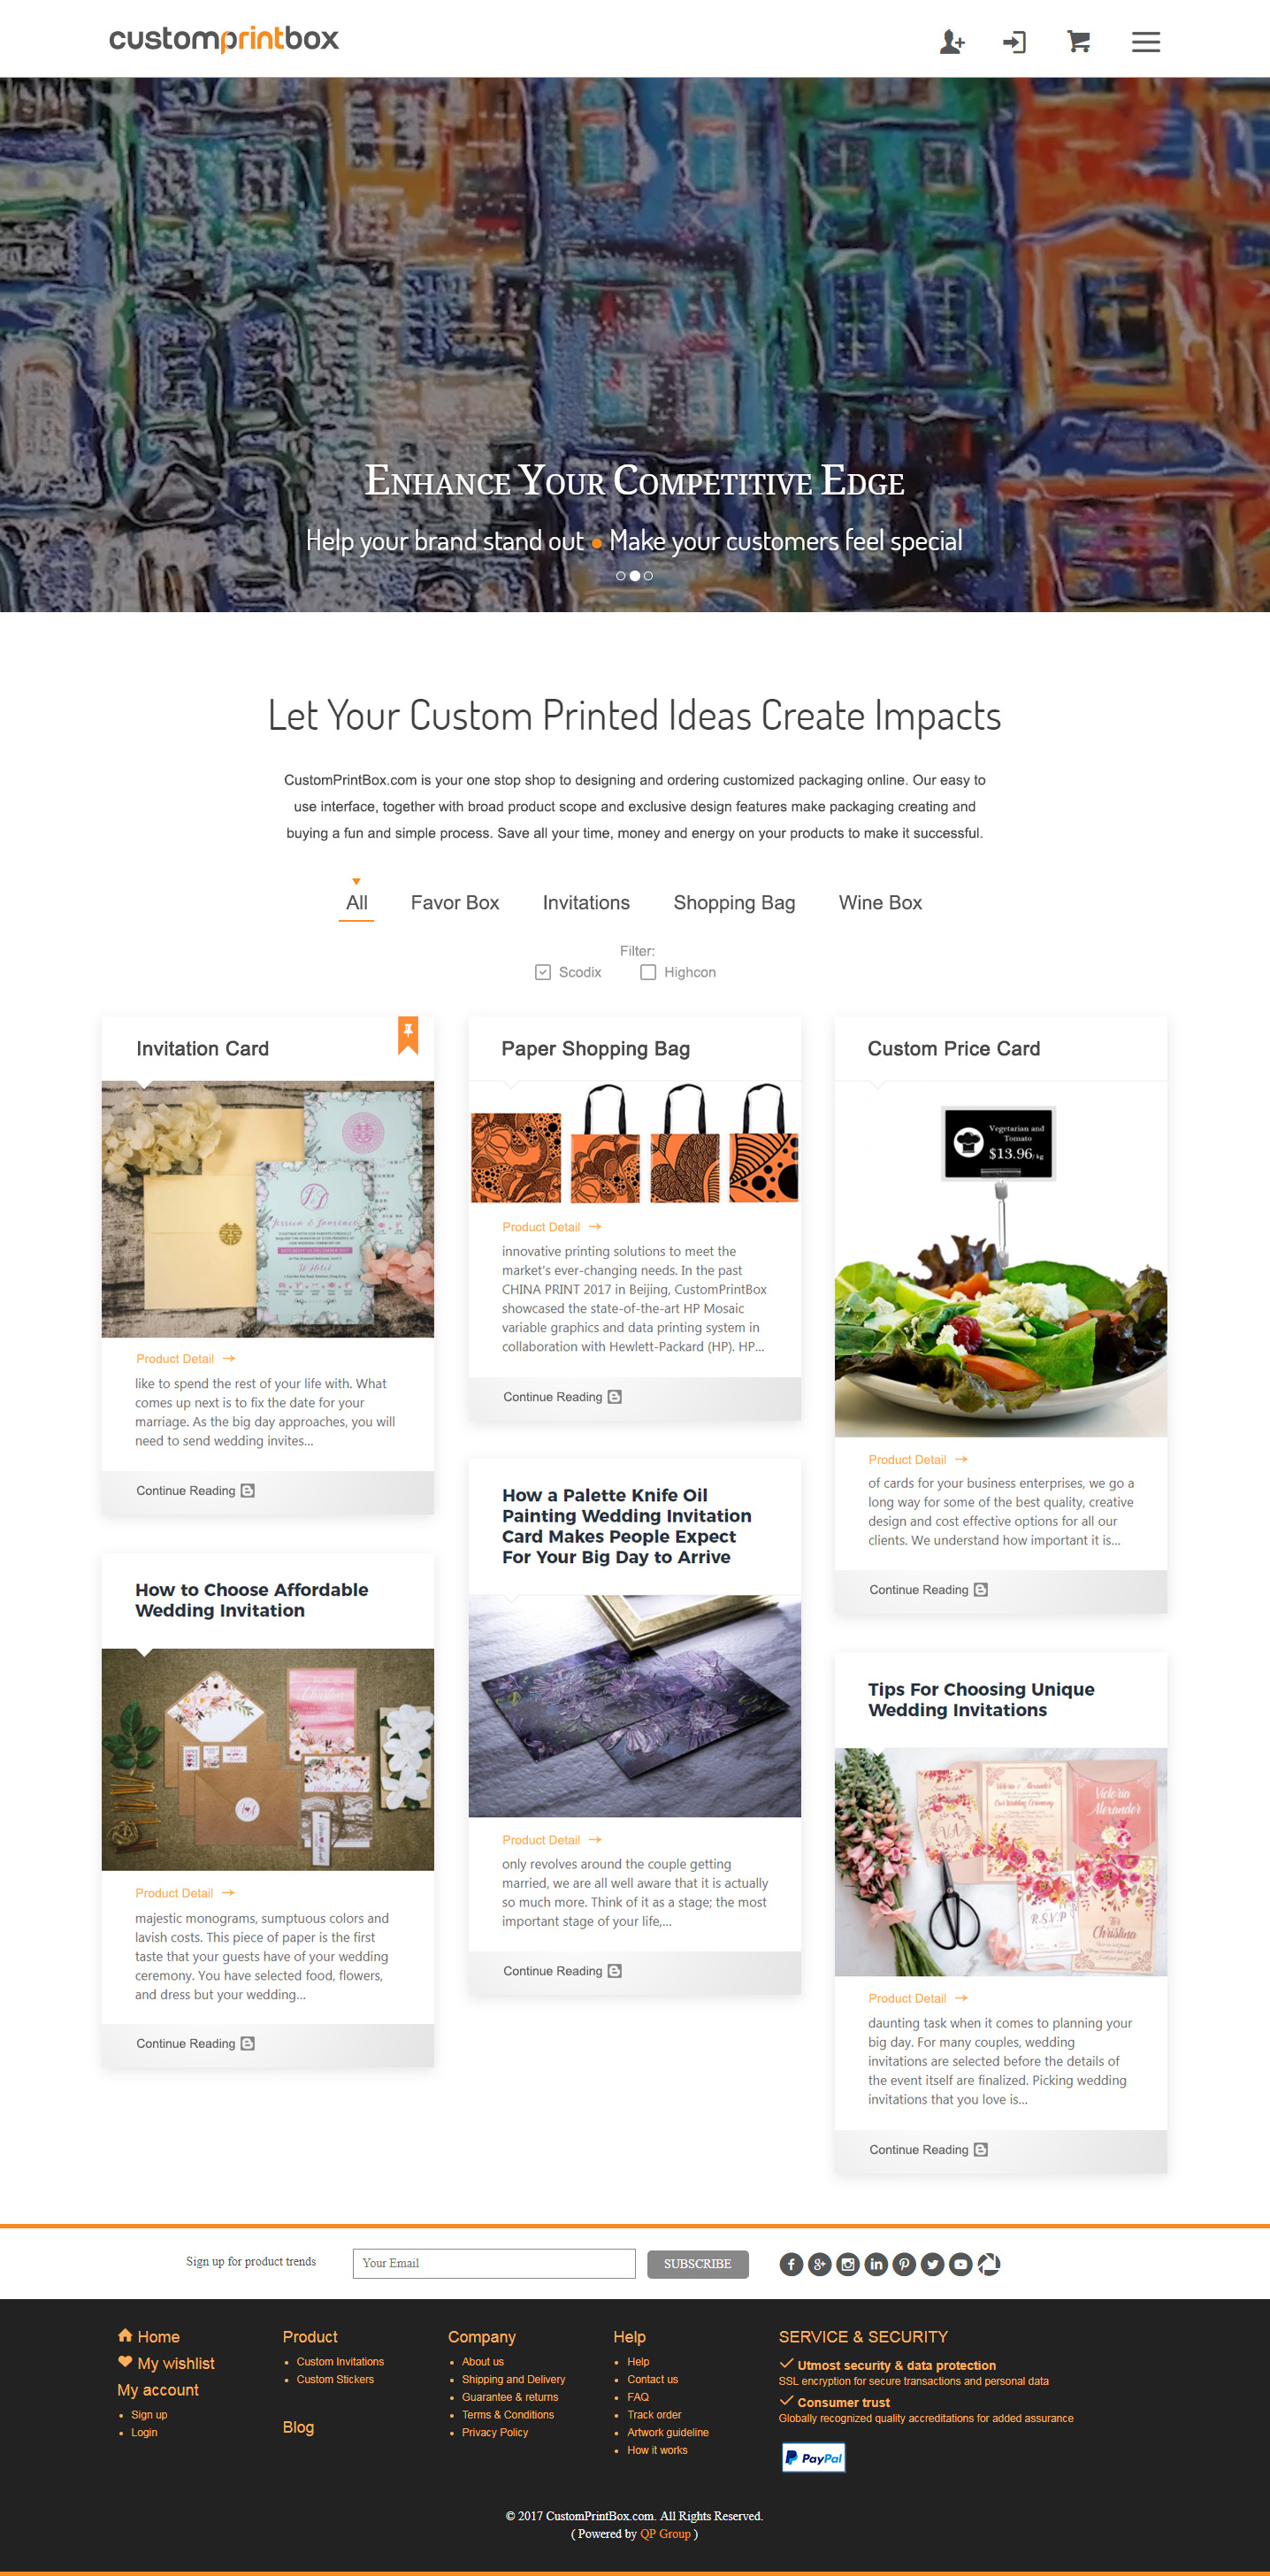 customprintbox
Enhance Your Competitive Edge
Help your brand stand out ● Make your customers feel special
Let Your Custom Printed Ideas Create Impacts
CustomPrintBox.com is your one stop shop to designing and ordering customized packaging online. Our easy to
use interface, together with broad product scope and exclusive design features make packaging creating and
buying a fun and simple process. Save all your time, money and energy on your products to make it successful.
All Favor Box Invitations Shopping Bag Wine Box
Filter:
Scodix Highcon
Invitation Card
Jessica & Lawrence
Product Detail →
like to spend the rest of your life with. What
comes up next is to fix the date for your
marriage. As the big day approaches, you will
need to send wedding invites...
Continue Reading
How to Choose Affordable
Wedding Invitation
Product Detail →
majestic monograms, sumptuous colors and
lavish costs. This piece of paper is the first
taste that your guests have of your wedding
ceremony. You have selected food, flowers,
and dress but your wedding...
Continue Reading
Paper Shopping Bag
Product Detail →
innovative printing solutions to meet the
market's ever-changing needs. In the past
CHINA PRINT 2017 in Beijing, CustomPrintBox
showcased the state-of-the-art HP Mosaic
variable graphics and data printing system in
collaboration with Hewlett-Packard (HP). HP...
Continue Reading
How a Palette Knife Oil
Painting Wedding Invitation
Card Makes People Expect
For Your Big Day to Arrive
Product Detail →
only revolves around the couple getting
married, we are all well aware that it is actually
so much more. Think of it as a stage; the most
important stage of your life,...
Continue Reading
Custom Price Card
Vegetarian and
Tomato
$13.96/kg
Product Detail →
of cards for your business enterprises, we go a
long way for some of the best quality, creative
design and cost effective options for all our
clients. We understand how important it is...
Continue Reading
Tips For Choosing Unique
Wedding Invitations
Victoria
Alexander
VA
R.S.V.P
Christina
Product Detail →
daunting task when it comes to planning your
big day. For many couples, wedding
invitations are selected before the details of
the event itself are finalized. Picking wedding
invitations that you love is...
Continue Reading
Sign up for product trends
Your Email
SUBSCRIBE
Home
My wishlist
My account
Sign up
Login
Product
Custom Invitations
Custom Stickers
Blog
Company
About us
Shipping and Delivery
Guarantee & returns
Terms & Conditions
Privacy Policy
Help
Help
Contact us
FAQ
Track order
Artwork guideline
How it works
SERVICE & SECURITY
Utmost security & data protection
SSL encryption for secure transactions and personal data
Consumer trust
Globally recognized quality accreditations for added assurance
PayPal
© 2017 CustomPrintBox.com. All Rights Reserved.
( Powered by QP Group )